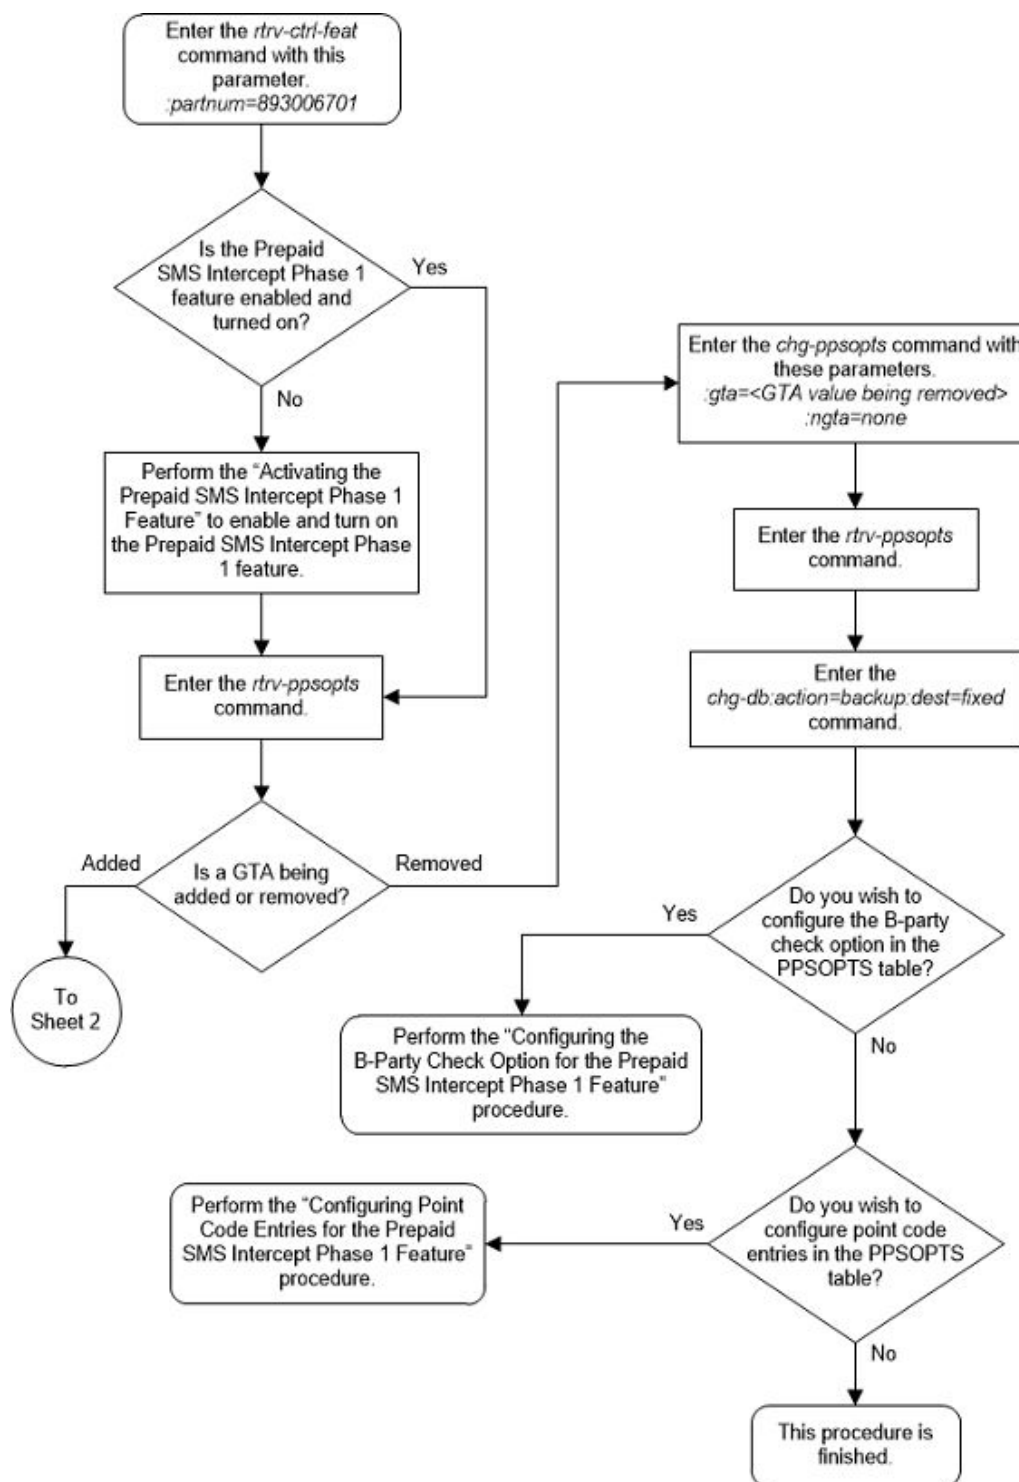 Enter the rtrv-ctrl-feat
command with this
parameter.
:partnum=893006701
Is the Prepaid
SMS Intercept Phase 1
feature enabled and
turned on?
Yes
No
Perform the “Activating the
Prepaid SMS Intercept Phase 1
Feature” to enable and turn on
the Prepaid SMS Intercept Phase
1 feature.
Enter the rtrv-ppsopts
command.
Is a GTA being
added or removed?
Added
Removed
To
Sheet 2
Enter the chg-ppsopts command with
these parameters.
:gta=<GTA value being removed>
:ngta=none
Enter the rtrv-ppsopts
command.
Enter the
chg-db:action=backup:dest=fixed
command.
Do you wish to
configure the B-party
check option in the
PPSOPTS table?
Yes
No
Perform the “Configuring the
B-Party Check Option for the Prepaid
SMS Intercept Phase 1 Feature”
procedure.
Do you wish to
configure point code
entries in the PPSOPTS
table?
Yes
No
Perform the “Configuring Point
Code Entries for the Prepaid
SMS Intercept Phase 1 Feature”
procedure.
This procedure is
finished.